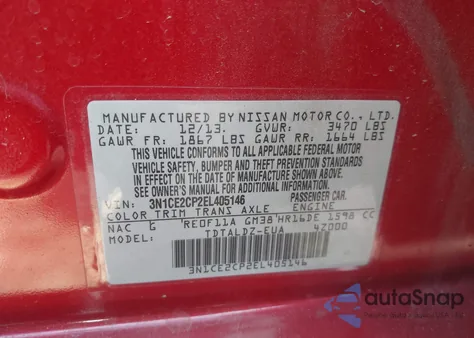 MANUFACTURED BY NISSAN MOTOR CO., LTD.
DATE: 12/13. GVWR: 3470 LBS
GAWR FR: 1867 LBS GAWR RR: 1664 LBS
THIS VEHICLE CONFORMS TO ALL APPLICABLE FEDERAL MOTOR
VEHICLE SAFETY, BUMPER AND THEFT PREVENTION STANDARDS
IN EFFECT ON THE DATE OF MANUFACTURE SHOWN ABOVE.
SEE OWNER'S MANUAL FOR ADDITIONAL INFORMATION.
VIN: 3N1CE2CP2EL405146 PASSENGER CAR.
COLOR TRIM TRANS AXLE ENGINE
NAC G RE0F11A GM38 HR16DE 1598 CC
MODEL: TDTALDZ-EUA 42000
3N1CE2CP2EL405146
autoSnap